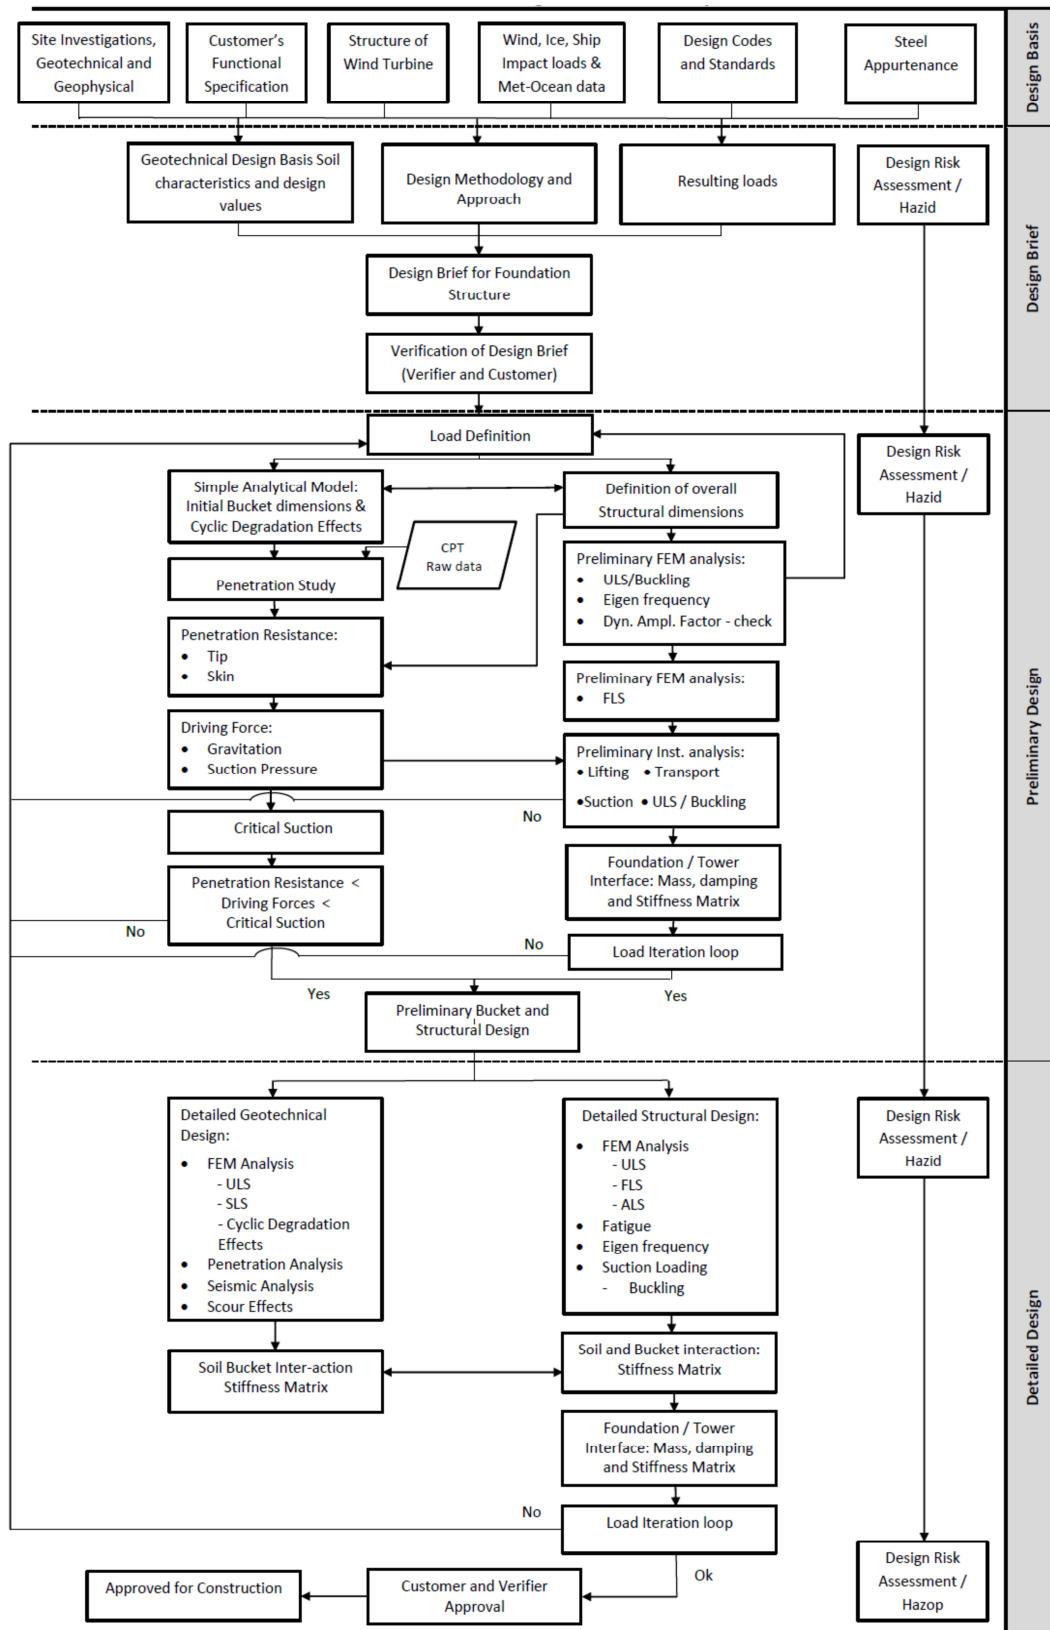 Site Investigations,
Geotechnical and
Geophysical
Customer's
Functional
Specification
Structure of
Wind Turbine
Wind, Ice, Ship
Impact loads &
Met-Ocean data
Design Codes
and Standards
Steel
Appurtenance
Design Basis
Geotechnical Design Basis Soil
characteristics and design
values
Design Methodology and
Approach
Resulting loads
Design Risk
Assessment /
Hazid
Design Brief
Design Brief for Foundation
Structure
Verification of Design Brief
(Verifier and Customer)
Load Definition
Design Risk
Assessment /
Hazid
Simple Analytical Model:
Initial Bucket dimensions &
Cyclic Degradation Effects
Definition of overall
Structural dimensions
CPT
Raw data
Penetration Study
Preliminary FEM analysis:
• ULS/Buckling
• Eigen frequency
• Dyn. Ampl. Factor - check
Penetration Resistance:
• Tip
• Skin
Preliminary FEM analysis:
• FLS
Driving Force:
• Gravitation
• Suction Pressure
Preliminary Inst. analysis:
• Lifting • Transport
•Suction • ULS / Buckling
No
Critical Suction
Preliminary Design
Foundation / Tower
Interface: Mass, damping
and Stiffness Matrix
Penetration Resistance <
Driving Forces <
Critical Suction
No
No
Load Iteration loop
Yes
Yes
Preliminary Bucket and
Structural Design
Detailed Geotechnical
Design:
• FEM Analysis
- ULS
- SLS
- Cyclic Degradation
Effects
• Penetration Analysis
• Seismic Analysis
• Scour Effects
Detailed Structural Design:
• FEM Analysis
- ULS
- FLS
- ALS
• Fatigue
• Eigen frequency
• Suction Loading
- Buckling
Design Risk
Assessment /
Hazid
Detailed Design
Soil Bucket Inter-action
Stiffness Matrix
Soil and Bucket interaction:
Stiffness Matrix
Foundation / Tower
Interface: Mass, damping
and Stiffness Matrix
No
Load Iteration loop
Ok
Design Risk
Assessment /
Hazop
Customer and Verifier
Approval
Approved for Construction